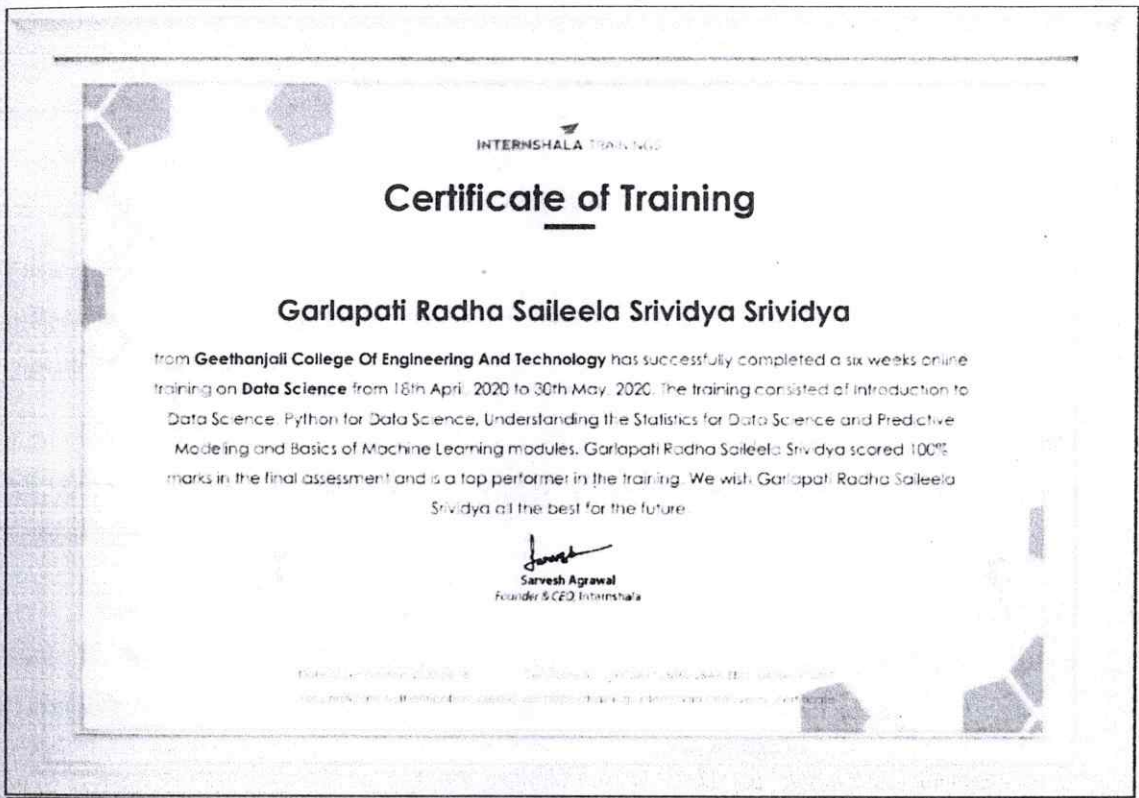 INTERNSHALA TRAININGS
Certificate of Training
Garlapati Radha Saileela Srividya Srividya
from Geethanjali College Of Engineering And Technology has successfully completed a six weeks online
training on Data Science from 18th April, 2020 to 30th May, 2020. The training consisted of Introduction to
Data Science, Python for Data Science, Understanding the Statistics for Data Science and Predictive
Modeling and Basics of Machine Learning modules. Garlapati Radha Saileela Srividya scored 100%
marks in the final assessment and is a top performer in the training. We wish Garlapati Radha Saileela
Srividya all the best for the future.
Sarvesh Agrawal
Founder & CEO, Internshala